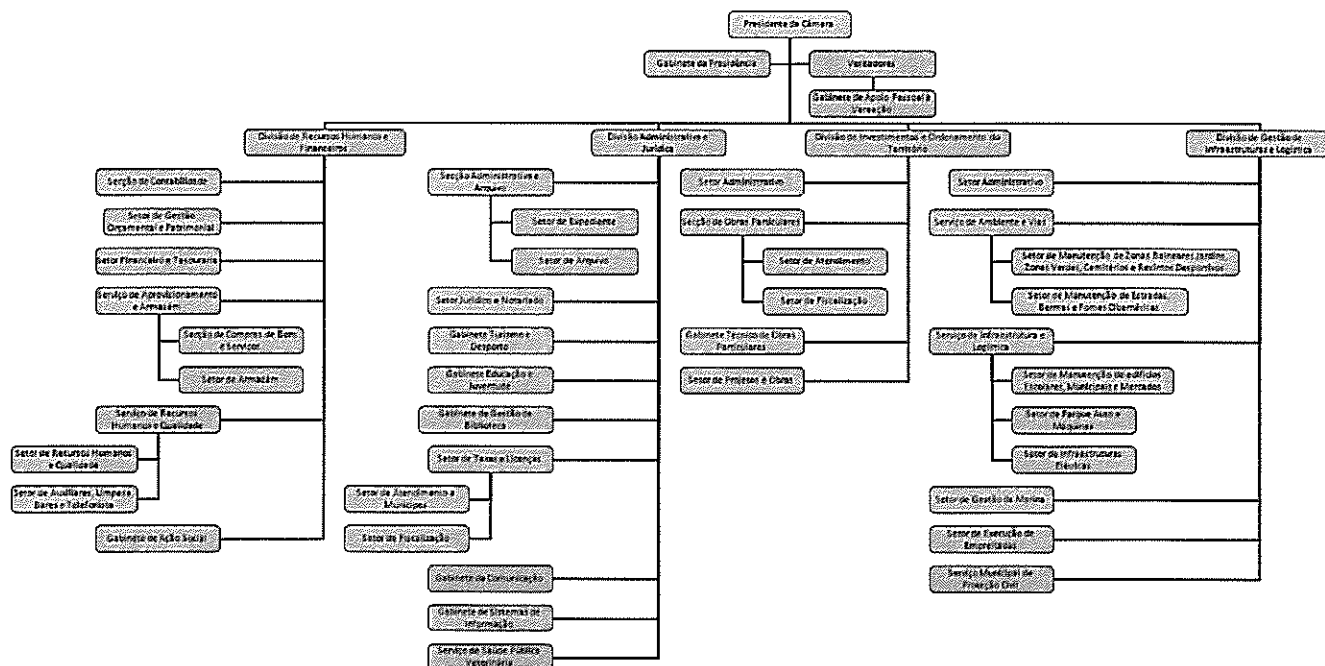 Presidente da Câmara
Gabinete da Presidência
Vereadores
Gabinete de Apoio Pessoal à
Vereação
Divisão de Recursos Humanos e
Financeiros
Divisão Administrativa e
Jurídica
Divisão de Investimentos e Ordenamento do
Território
Divisão de Gestão de
Infraestruturas e Logística
Secção de Contabilidade
Setor de Gestão
Orçamental e Patrimonial
Setor Financeiro e Tesouraria
Serviço de Aprovisionamento
e Armazém
Secção de Compras de Bens
e Serviços
Setor de Armazém
Serviço de Recursos
Humanos e Qualidade
Setor de Recursos Humanos
e Qualidade
Setor de Auxiliares, Limpeza,
Bares e Telefonista
Gabinete de Ação Social
Secção Administrativa e
Arquivo
Setor de Expediente
Setor de Arquivo
Setor Jurídico e Notariado
Gabinete Turismo e
Desporto
Gabinete Educação e
Juventude
Gabinete de Gestão da
Biblioteca
Setor de Taxas e Licenças
Setor de Atendimento a
Munícipes
Setor de Fiscalização
Gabinete da Comunicação
Gabinete de Sistemas de
Informação
Serviço de Saúde Pública
Veterinária
Setor Administrativo
Secção de Obras Particulares
Setor de Atendimento
Setor de Fiscalização
Gabinete Técnico de Obras
Particulares
Setor de Projetos e Obras
Setor Administrativo
Serviço de Ambiente e Vias
Setor de Manutenção de Zonas Balneares, Jardins,
Zonas Verdes, Cemitérios e Recintos Desportivos
Setor de Manutenção de Estradas,
Bermas e Fornos
Serviço de Infraestrutura e
Logística
Setor de Manutenção de edifícios
Escolares, Municipais e Mercados
Setor de Parque Auto e
Máquinas
Setor de Infraestruturas
Elétricas
Setor de Gestão da Marina
Setor de Execução de
Empreitadas
Serviço Municipal de
Proteção Civil